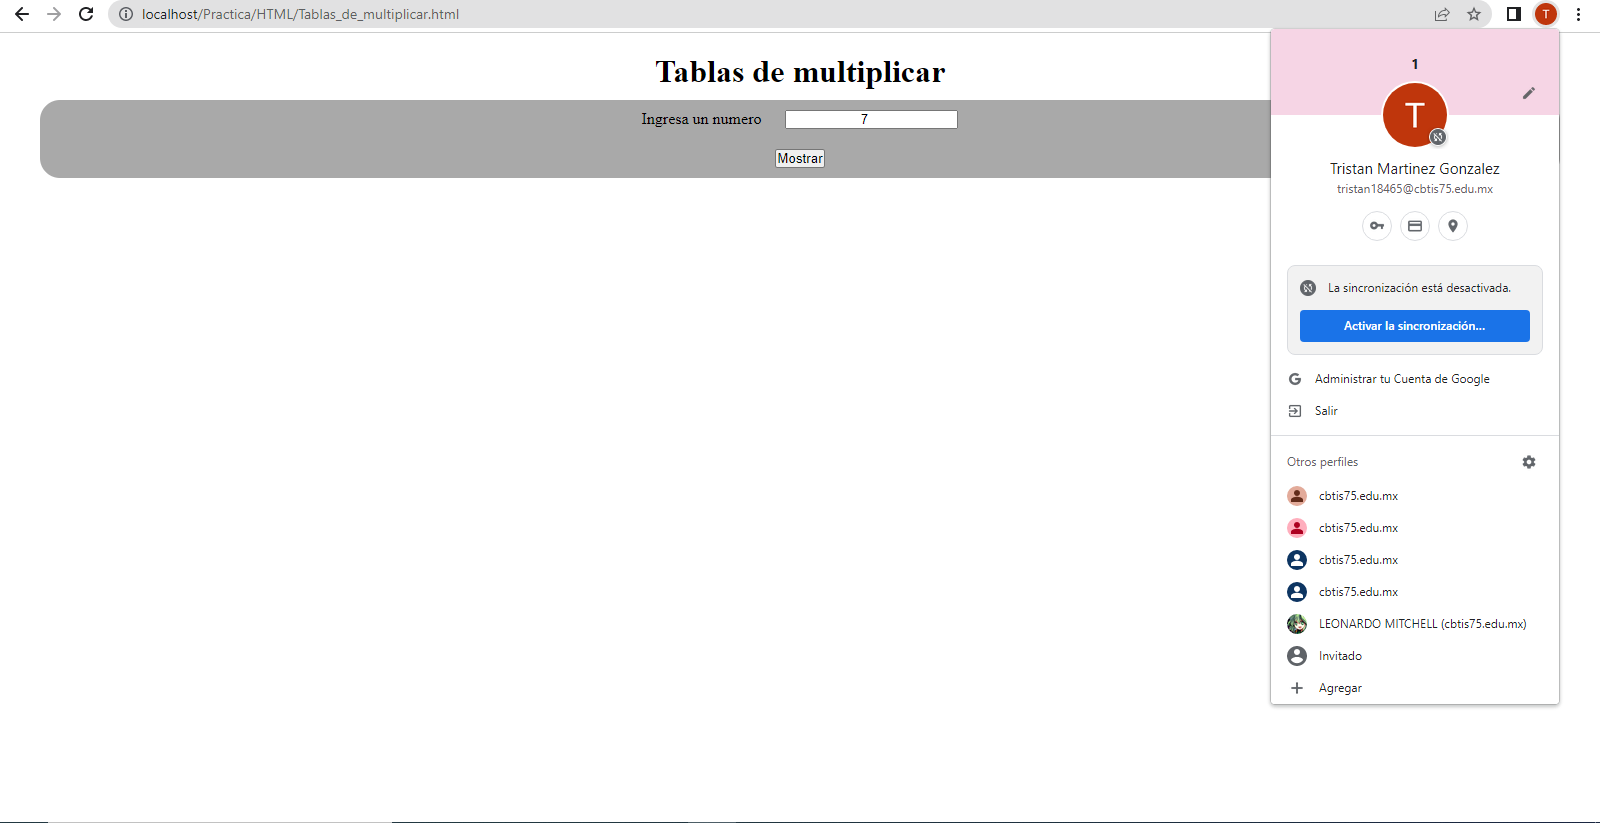 localhost/Practica/HTML/Tablas_de_multiplicar.html
T
Tablas de multiplicar
Ingresa un numero 7
Mostrar
1
T
Tristan Martinez Gonzalez
tristan18465@cbtis75.edu.mx
La sincronización está desactivada.
Activar la sincronización...
G Administrar tu Cuenta de Google
Salir
Otros perfiles
cbtis75.edu.mx
cbtis75.edu.mx
cbtis75.edu.mx
cbtis75.edu.mx
LEONARDO MITCHELL (cbtis75.edu.mx)
Invitado
Agregar